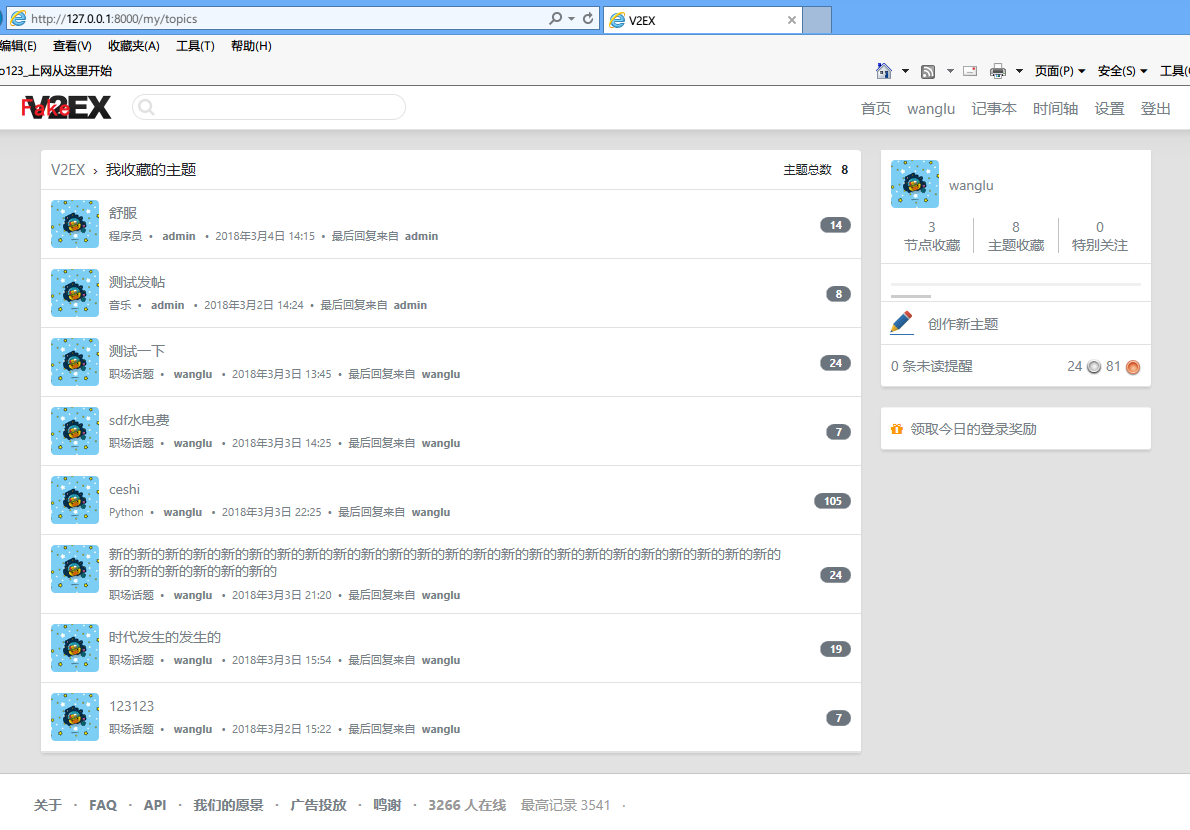 http://127.0.0.1:8000/my/topics
V2EX
编辑(E) 查看(V) 收藏夹(A) 工具(T) 帮助(H)
o123_上网从这里开始
页面(P) 安全(S) 工具(
V2EX
Fake
首页 wanglu 记事本 时间轴 设置 登出
V2EX › 我收藏的主题
主题总数 8
舒服
程序员 • admin • 2018年3月4日 14:15 • 最后回复来自 admin
14
测试发帖
音乐 • admin • 2018年3月2日 14:24 • 最后回复来自 admin
8
测试一下
职场话题 • wanglu • 2018年3月3日 13:45 • 最后回复来自 wanglu
24
sdf水电费
职场话题 • wanglu • 2018年3月3日 14:25 • 最后回复来自 wanglu
7
ceshi
Python • wanglu • 2018年3月3日 22:25 • 最后回复来自 wanglu
105
新的新的新的新的新的新的新的新的新的新的新的新的新的新的新的新的新的新的新的新的新的新的新的新的
新的新的新的新的新的新的
职场话题 • wanglu • 2018年3月3日 21:20 • 最后回复来自 wanglu
24
时代发生的发生的
职场话题 • wanglu • 2018年3月3日 15:54 • 最后回复来自 wanglu
19
123123
职场话题 • wanglu • 2018年3月2日 15:22 • 最后回复来自 wanglu
7
wanglu
3 8 0
节点收藏 主题收藏 特别关注
创作新主题
0 条未读提醒
24 81
领取今日的登录奖励
关于 · FAQ · API · 我们的愿景 · 广告投放 · 鸣谢 · 3266 人在线 最高记录 3541 ·